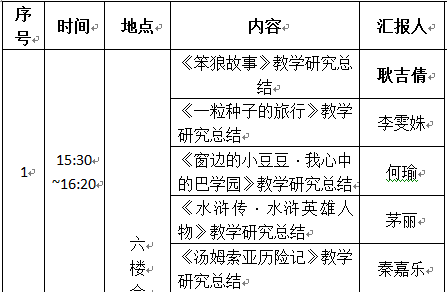 序号 时间 地点 内容 汇报人
1
15:30
~16:20
六
楼
会
《笨狼故事》教学研究总
结
耿吉倩
《一粒种子的旅行》教学
研究总结
李雯姝
《窗边的小豆豆·我心中
的巴学园》教学研究总结
何瑜
《水浒传·水浒英雄人
物》教学研究总结
茅丽
《汤姆索亚历险记》教学
研究总结
秦嘉乐